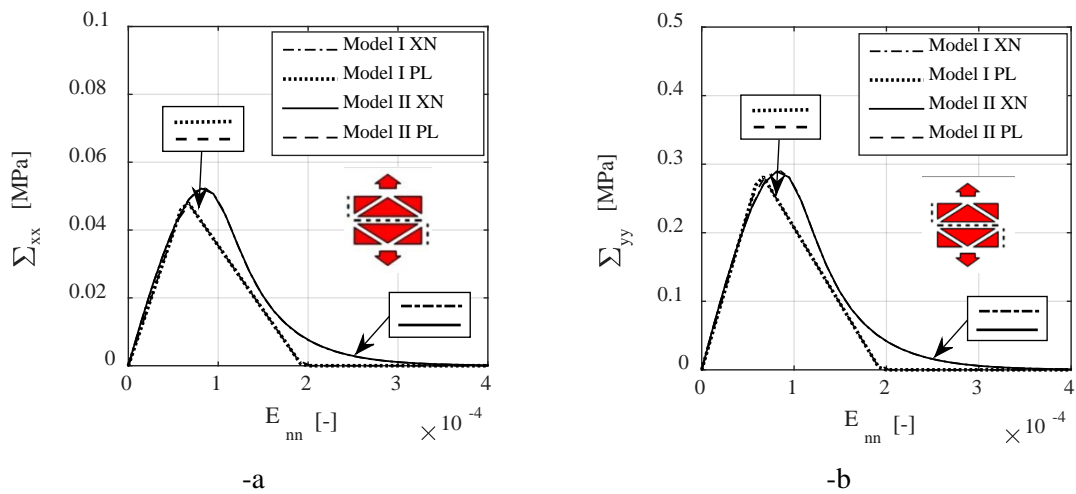 0.1
0.08
0.06
0.04
0.02
0
Σxx [MPa]
Model I XN
Model I PL
Model II XN
Model II PL
0 1 2 3 4
E nn [-]
×10 -4
-a
0.5
0.4
0.3
0.2
0.1
0
Σyy [MPa]
Model I XN
Model I PL
Model II XN
Model II PL
0 1 2 3 4
E nn [-]
×10 -4
-b